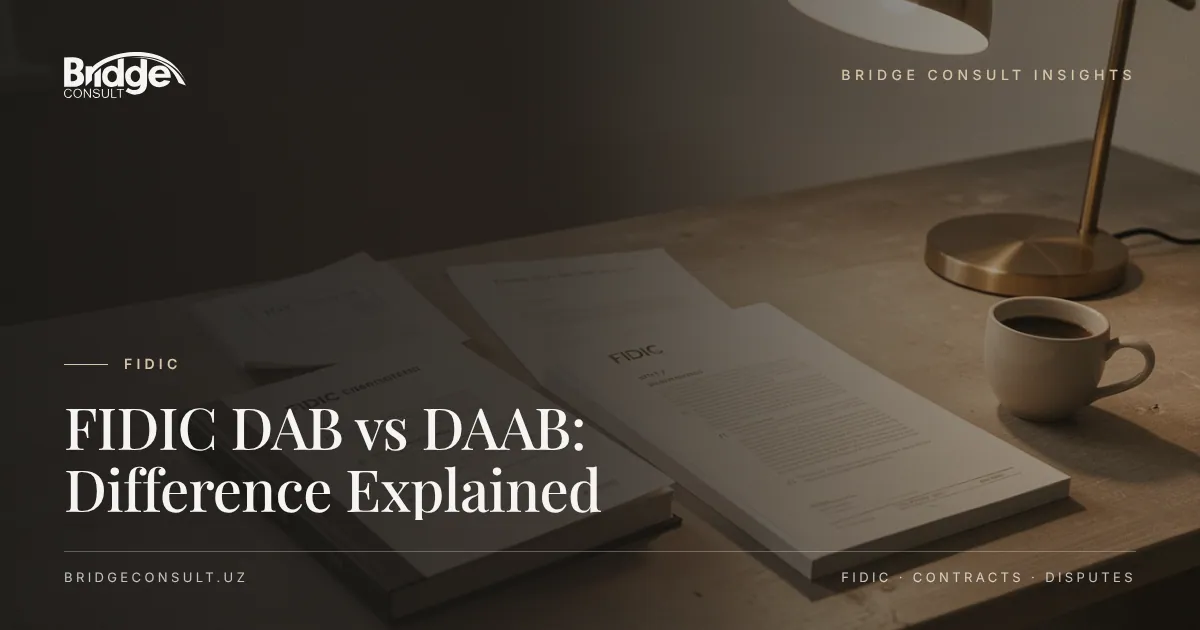 Bridge
CONSULT
BRIDGE CONSULT INSIGHTS
FIDIC
FIDIC
FIDIC DAB vs DAAB:
Difference Explained
BRIDGECONSULT.UZ
FIDIC · CONTRACTS · DISPUTES